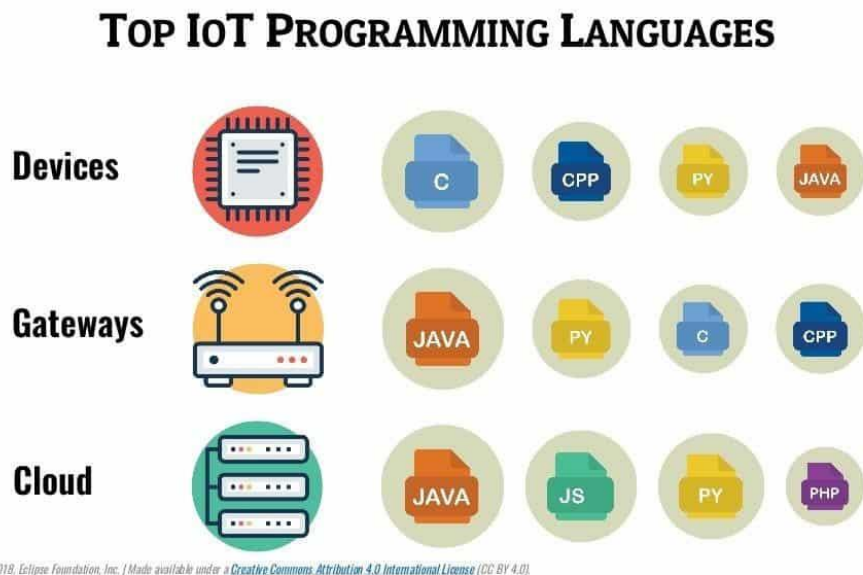 TOP IOT PROGRAMMING LANGUAGES
Devices
C
CPP
PY
JAVA
Gateways
JAVA
PY
C
CPP
Cloud
JAVA
JS
PY
PHP
018, Eclipse Foundation, Inc. | Made available under a Creative Commons Attribution 4.0 International License (CC BY 4.0).